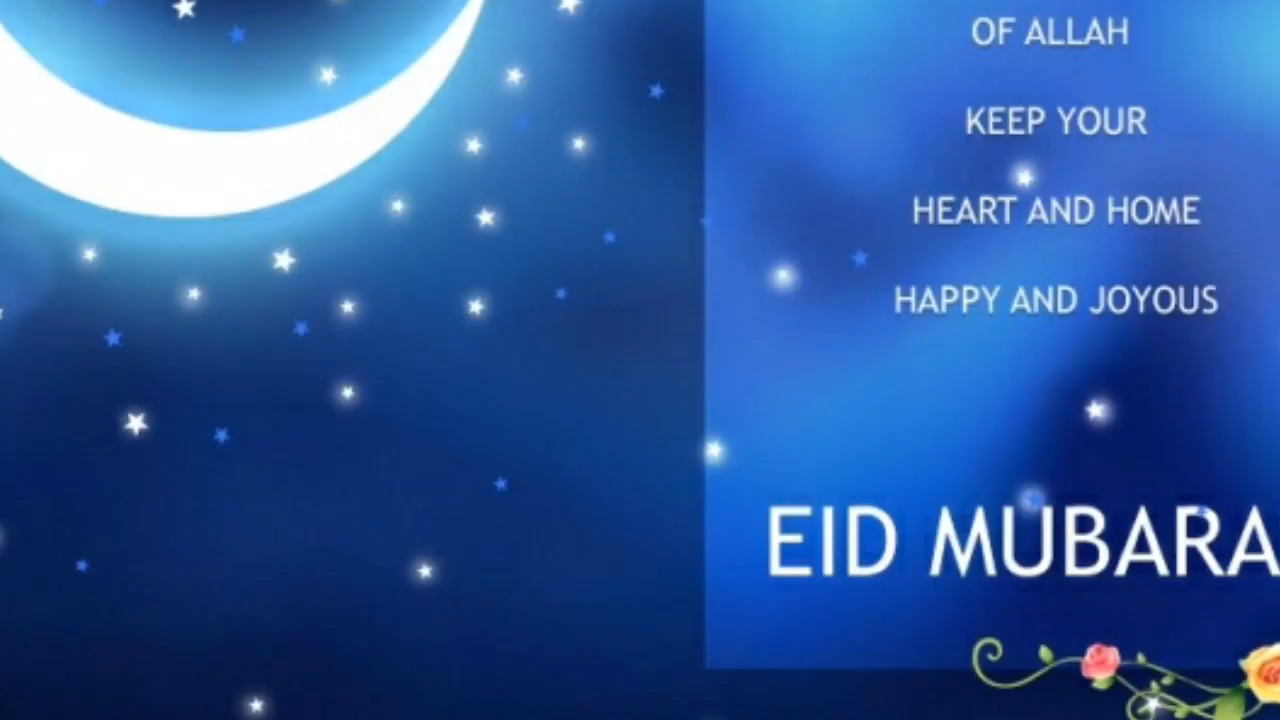 OF ALLAH
KEEP YOUR
HEART AND HOME
HAPPY AND JOYOUS
EID MUBARA